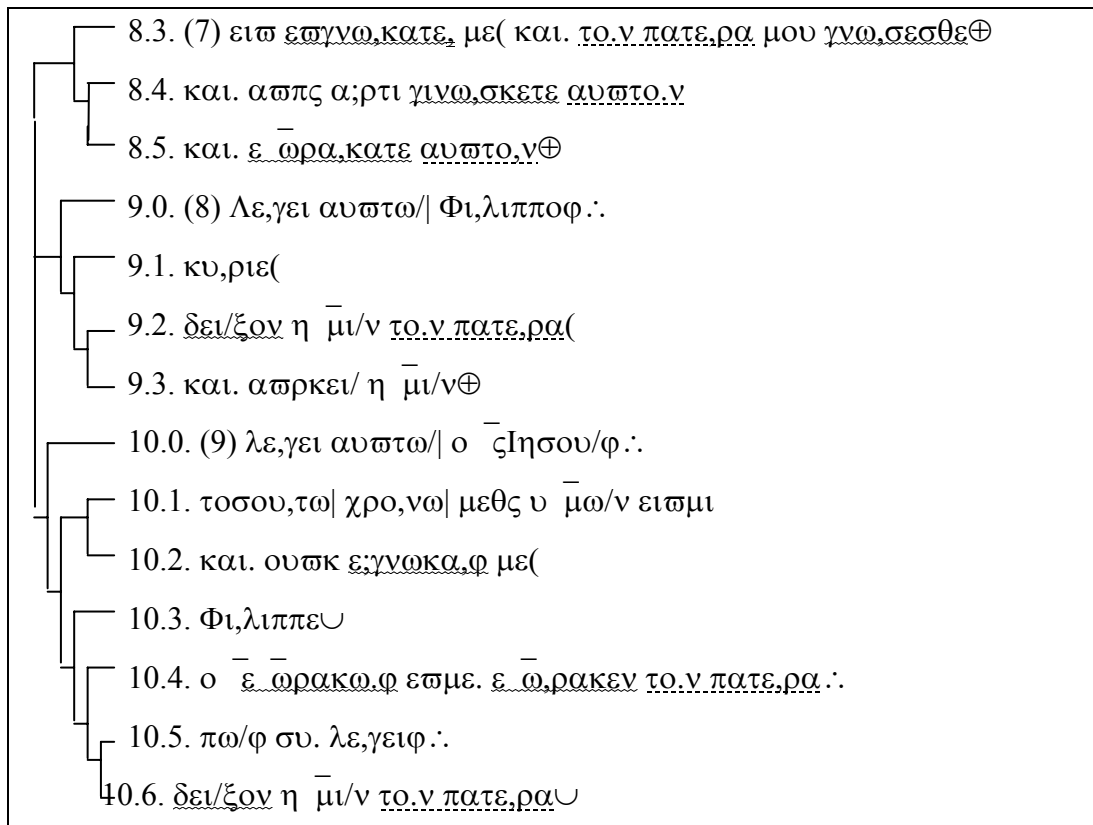 8.3. (7) ειϖ εϖγνω,κατε, με( και. το.ν πατε,ρα μου γνω,σεσθε⊕
8.4. και. αϖπς α;ρτι γινω,σκετε αυϖτο.ν
8.5. και. ε ̅ωρα,κατε αυϖτο,ν⊕
9.0. (8) Λε,γει αυϖτω/| Φι,λιπποφ∴
9.1. κυ,ριε(
9.2. δει/ξον η ̅μι/ν το.ν πατε,ρα(
9.3. και. αϖρκει/ η ̅μι/ν⊕
10.0. (9) λε,γει αυϖτω/| ο ̅ςΙησου/φ∴
10.1. τοσου,τω| χρο,νω| μεθς υ ̅μω/ν ειϖμι
10.2. και. ουϖκ ε;γνωκα,φ με(
10.3. Φι,λιππε∪
10.4. ο ̅ε ̅ωρακω.φ εϖμε. ε ̅ω,ρακεν το.ν πατε,ρα∴
10.5. πω/φ συ. λε,γειφ∴
10.6. δει/ξον η ̅μι/ν το.ν πατε,ρα∪